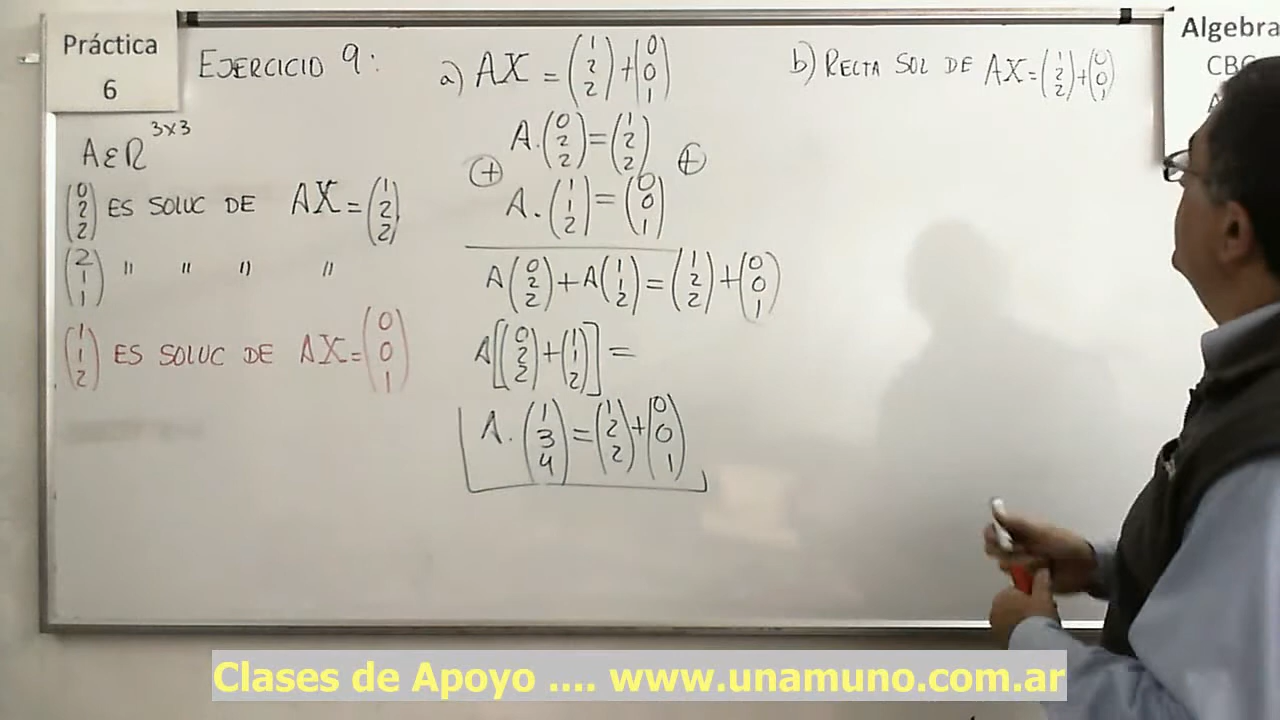 Práctica
6
EJERCICIO 9:
A ∈ R^{3x3}
(0 2 2) ES SOLUC DE AX = (1 2 2)
(2 1 1) " " " "
(1 1 2) ES SOLUC DE AX = (0 0 1)
a) AX = (1 2 2) + (0 0 1)
A . (0 2 2) = (1 2 2)
+ +
A . (1 1 2) = (0 0 1)
A (0 2 2) + A (1 1 2) = (1 2 2) + (0 0 1)
A [(0 2 2) + (1 1 2)] =
A . (1 3 4) = (1 2 2) + (0 0 1)
b) RECTA SOL DE AX = (1 2 2) + (0 0 1)
Algebra
Clases de Apoyo .... www.unamuno.com.ar